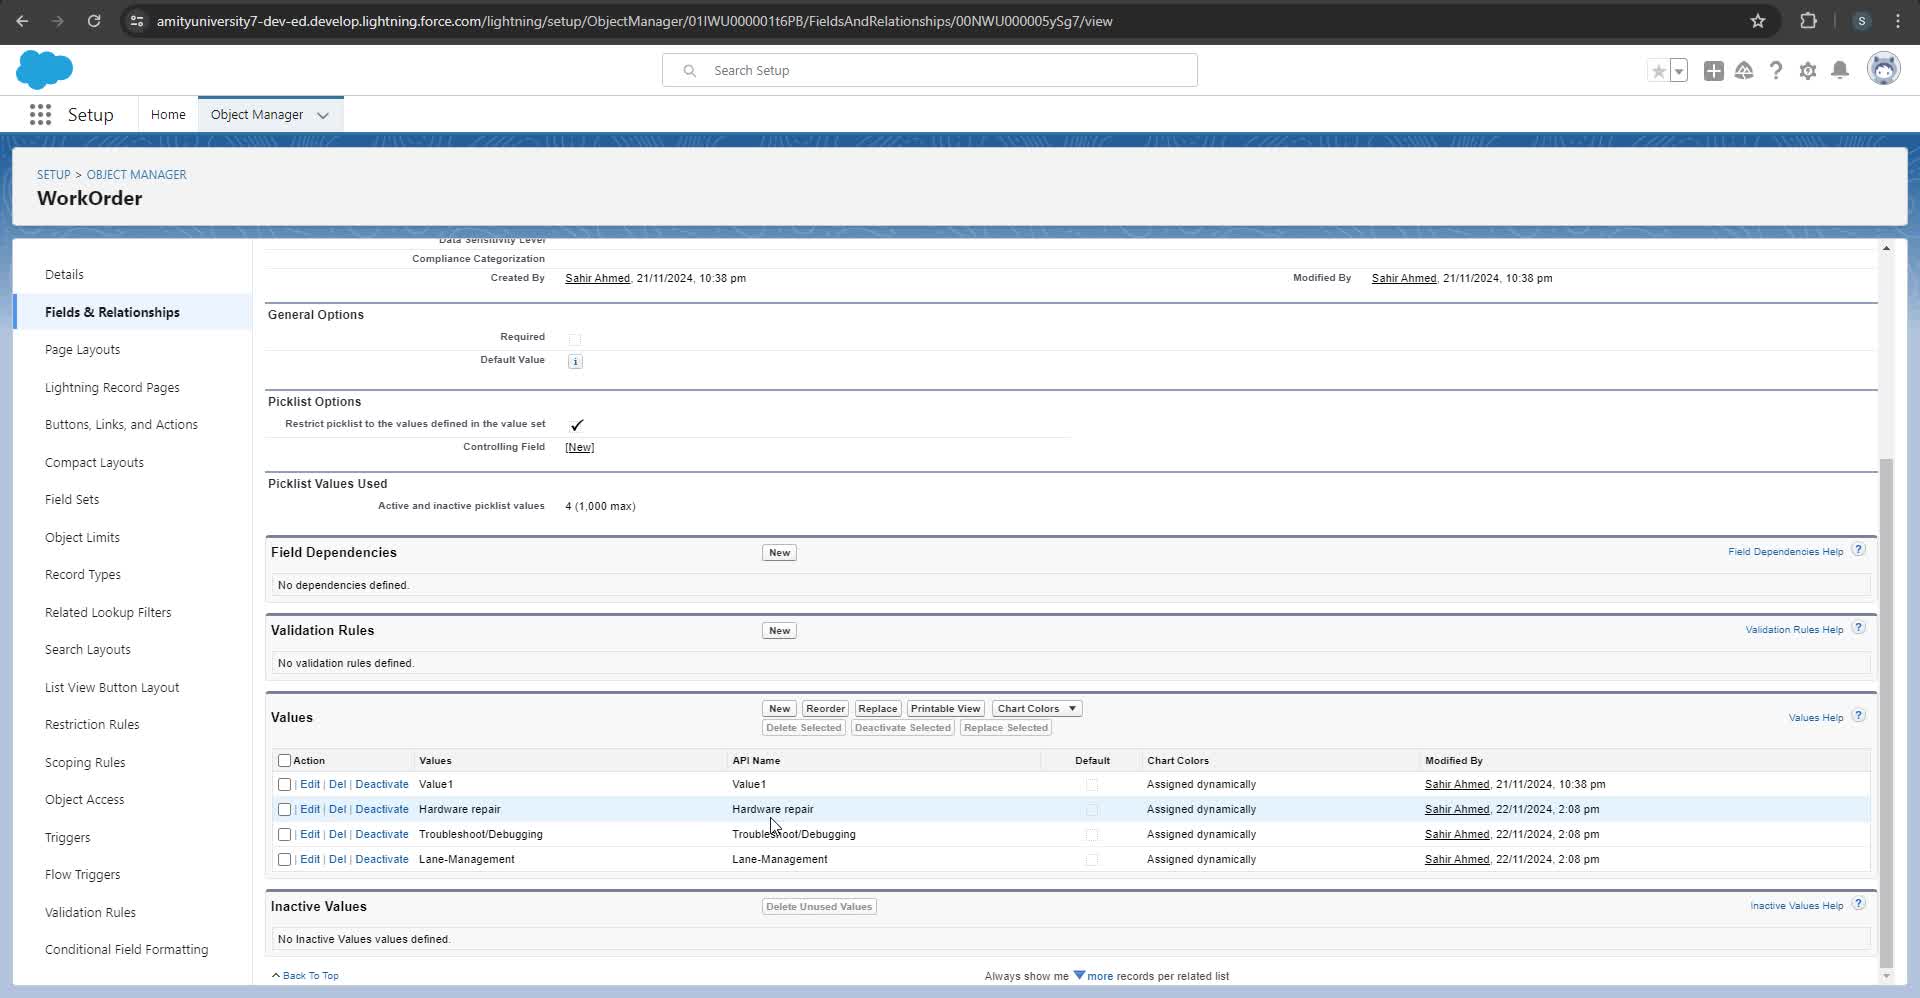 amityuniversity7-dev-ed.develop.lightning.force.com/lightning/setup/ObjectManager/01IWU000001t6PB/FieldsAndRelationships/00NWU000005ySg7/view
S
Search Setup
Setup
Home
Object Manager
SETUP > OBJECT MANAGER
WorkOrder
Details
Fields & Relationships
Page Layouts
Lightning Record Pages
Buttons, Links, and Actions
Compact Layouts
Field Sets
Object Limits
Record Types
Related Lookup Filters
Search Layouts
List View Button Layout
Restriction Rules
Scoping Rules
Object Access
Triggers
Flow Triggers
Validation Rules
Conditional Field Formatting
Data Sensitivity Level
Compliance Categorization
Created By Sahir Ahmed, 21/11/2024, 10:38 pm Modified By Sahir Ahmed, 21/11/2024, 10:38 pm
General Options
Required
Default Value
Picklist Options
Restrict picklist to the values defined in the value set
Controlling Field [New]
Picklist Values Used
Active and inactive picklist values 4 (1,000 max)
Field Dependencies New Field Dependencies Help ?
No dependencies defined.
Validation Rules New Validation Rules Help ?
No validation rules defined.
Values New Reorder Replace Printable View Chart Colors Values Help ?
Delete Selected Deactivate Selected Replace Selected
Action Values API Name Default Chart Colors Modified By
| Edit | Del | Deactivate Value1 Value1 Assigned dynamically Sahir Ahmed, 21/11/2024, 10:38 pm
| Edit | Del | Deactivate Hardware repair Hardware repair Assigned dynamically Sahir Ahmed, 22/11/2024, 2:08 pm
| Edit | Del | Deactivate Troubleshoot/Debugging Troubleshoot/Debugging Assigned dynamically Sahir Ahmed, 22/11/2024, 2:08 pm
| Edit | Del | Deactivate Lane-Management Lane-Management Assigned dynamically Sahir Ahmed, 22/11/2024, 2:08 pm
Inactive Values Delete Unused Values Inactive Values Help ?
No Inactive Values values defined.
Back To Top Always show me more records per related list